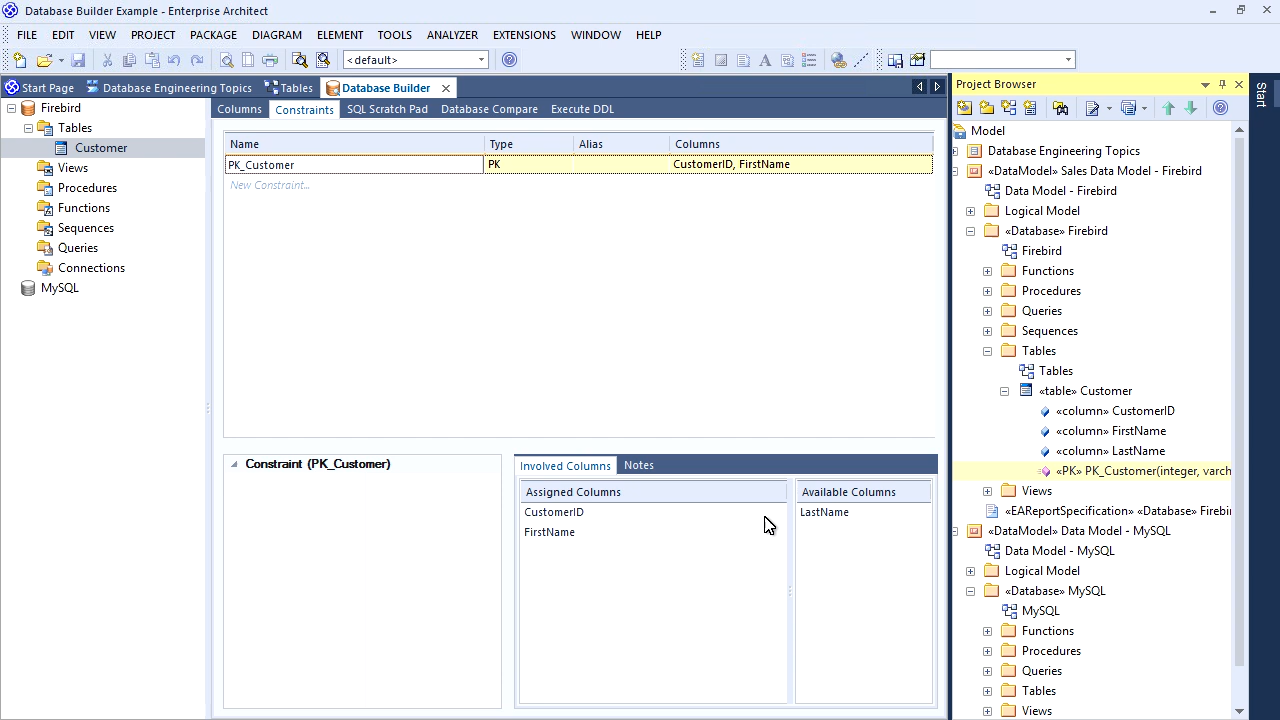 Database Builder Example - Enterprise Architect
FILE EDIT VIEW PROJECT PACKAGE DIAGRAM ELEMENT TOOLS ANALYZER EXTENSIONS WINDOW HELP
< default>
Start Page Database Engineering Topics Tables Database Builder
Firebird
Tables
Customer
Views
Procedures
Functions
Sequences
Queries
Connections
MySQL
Columns Constraints SQL Scratch Pad Database Compare Execute DDL
Name Type Alias Columns
PK_Customer PK CustomerID, FirstName
New Constraint...
Constraint (PK_Customer)
Involved Columns Notes
Assigned Columns
CustomerID
FirstName
Available Columns
LastName
Project Browser
Model
Database Engineering Topics
«DataModel» Sales Data Model - Firebird
Data Model - Firebird
Logical Model
«Database» Firebird
Firebird
Functions
Procedures
Queries
Sequences
Tables
Tables
«table» Customer
«column» CustomerID
«column» FirstName
«column» LastName
«PK» PK_Customer(integer, varch
Views
«EAReportSpecification» «Database» Firebir
«DataModel» Data Model - MySQL
Data Model - MySQL
Logical Model
«Database» MySQL
MySQL
Functions
Procedures
Queries
Tables
Views
Start